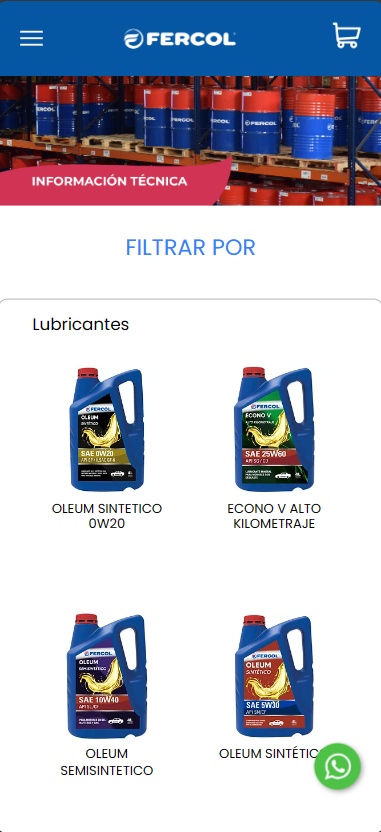 FERCOL
INFORMACIÓN TÉCNICA
FILTRAR POR
Lubricantes
FERCOL
OLEUM
SINTÉTICO
SAE 0W20
OLEUM SINTETICO
0W20
FERCOL
ECONO V
ALTO KILOMETRAJE
SAE 25W60
ECONO V ALTO
KILOMETRAJE
FERCOL
OLEUM
SEMISINTÉTICO
SAE 10W40
OLEUM
SEMISINTETICO
FERCOL
OLEUM
SINTÉTICO
SAE 5W30
OLEUM SINTÉTIC